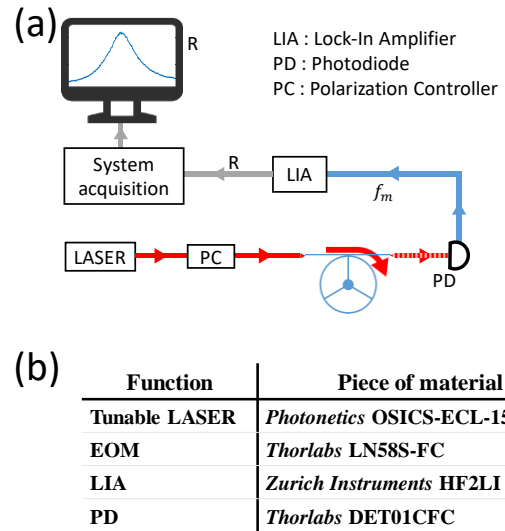 (a)
R
LIA : Lock-In Amplifier
PD : Photodiode
PC : Polarization Controller
System
acquisition
R
LIA
f_m
LASER
PC
PD
(b)
Function Piece of material
Tunable LASER Photonetics OSICS-ECL-15
EOM Thorlabs LN58S-FC
LIA Zurich Instruments HF2LI
PD Thorlabs DET01CFC